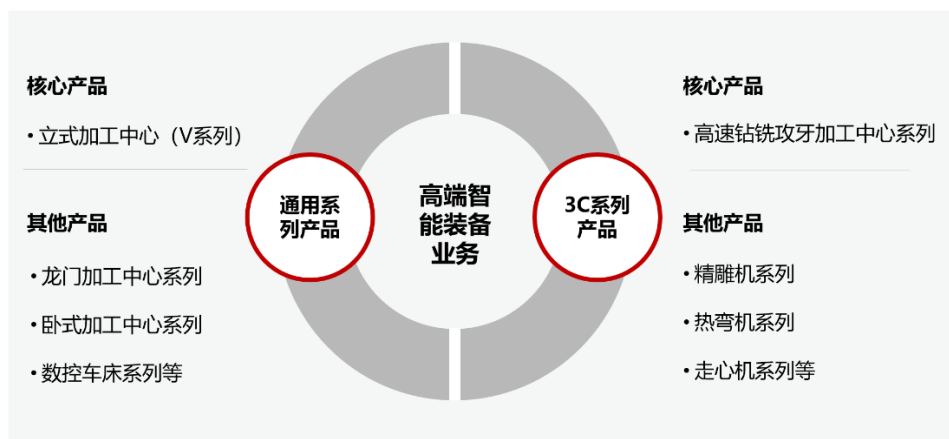 核心产品
•立式加工中心（V系列）
其他产品
•龙门加工中心系列
•卧式加工中心系列
•数控车床系列等
通用系
列产品
高端智
能装备
业务
3C系列
产品
核心产品
•高速钻铣攻牙加工中心系列
其他产品
•精雕机系列
•热弯机系列
•走心机系列等